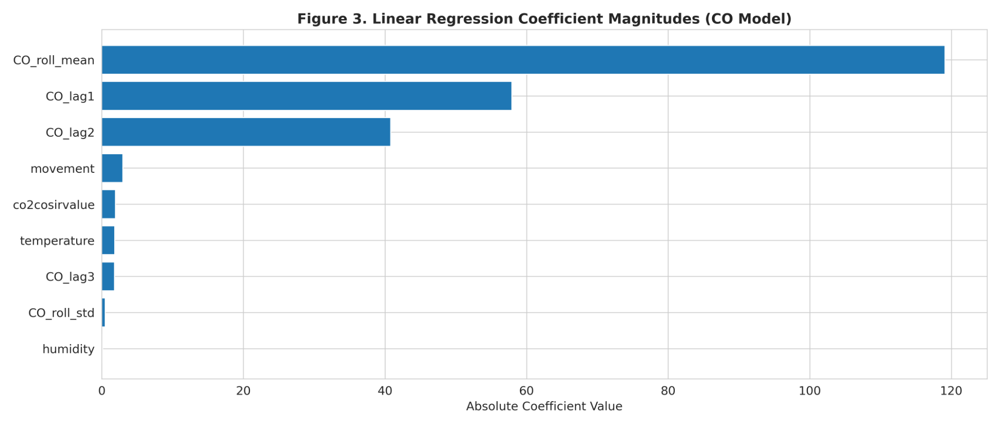 Figure 3. Linear Regression Coefficient Magnitudes (CO Model)
CO_roll_mean
CO_lag1
CO_lag2
movement
co2cosirvalue
temperature
CO_lag3
CO_roll_std
humidity
0 20 40 60 80 100 120
Absolute Coefficient Value